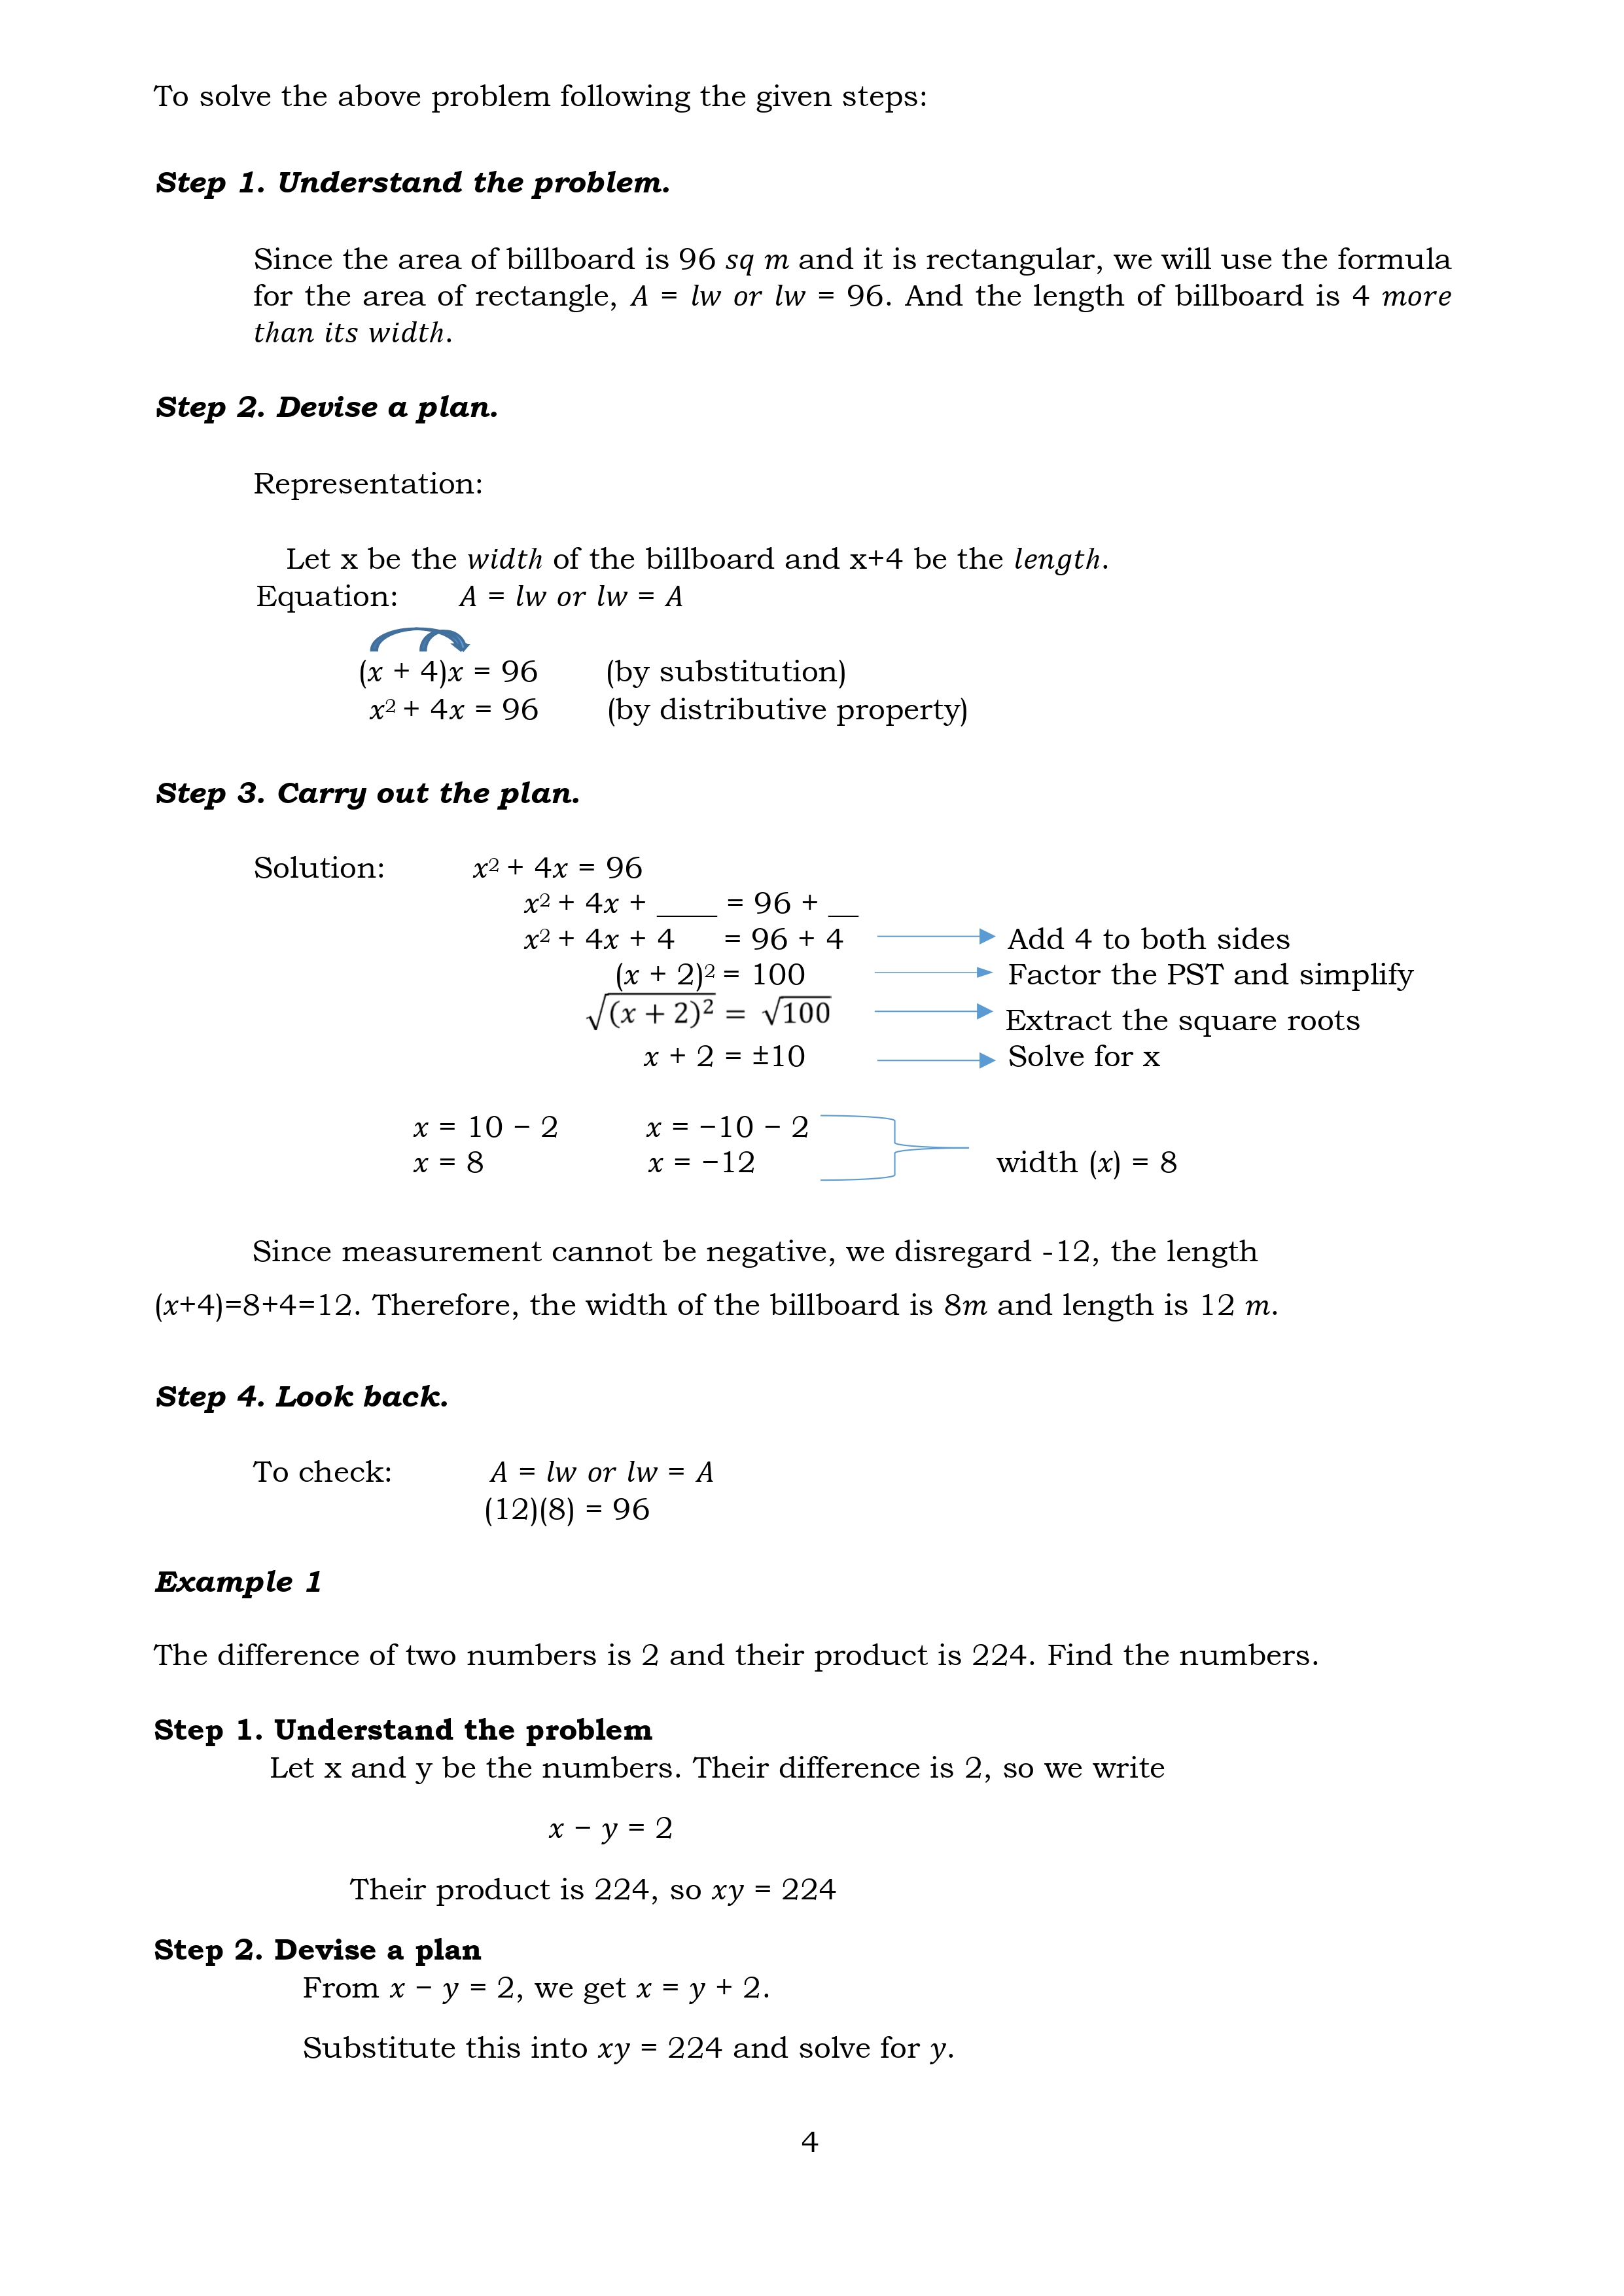 To solve the above problem following the given steps:
Step 1. Understand the problem.
Since the area of billboard is 96 sq m and it is rectangular, we will use the formula
for the area of rectangle, A = lw or lw = 96. And the length of billboard is 4 more
than its width.
Step 2. Devise a plan.
Representation:
Let x be the width of the billboard and x+4 be the length.
Equation: A = lw or lw = A
(x + 4)x = 96 (by substitution)
x² + 4x = 96 (by distributive property)
Step 3. Carry out the plan.
Solution: x² + 4x = 96
x² + 4x + ____ = 96 + __
x² + 4x + 4 = 96 + 4 Add 4 to both sides
(x + 2)² = 100 Factor the PST and simplify
√(x + 2)² = √100 Extract the square roots
x + 2 = ±10 Solve for x
x = 10 − 2 x = −10 − 2
x = 8 x = −12 width (x) = 8
Since measurement cannot be negative, we disregard -12, the length
(x+4)=8+4=12. Therefore, the width of the billboard is 8m and length is 12 m.
Step 4. Look back.
To check: A = lw or lw = A
(12)(8) = 96
Example 1
The difference of two numbers is 2 and their product is 224. Find the numbers.
Step 1. Understand the problem
Let x and y be the numbers. Their difference is 2, so we write
x − y = 2
Their product is 224, so xy = 224
Step 2. Devise a plan
From x − y = 2, we get x = y + 2.
Substitute this into xy = 224 and solve for y.
4